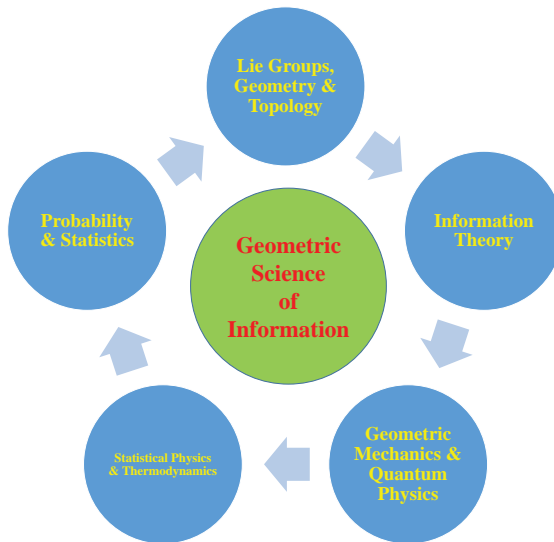 Lie Groups,
Geometry &
Topology
Probability
& Statistics
Information
Theory
Geometric
Science
of
Information
Statistical Physics
& Thermodynamics
Geometric
Mechanics &
Quantum
Physics